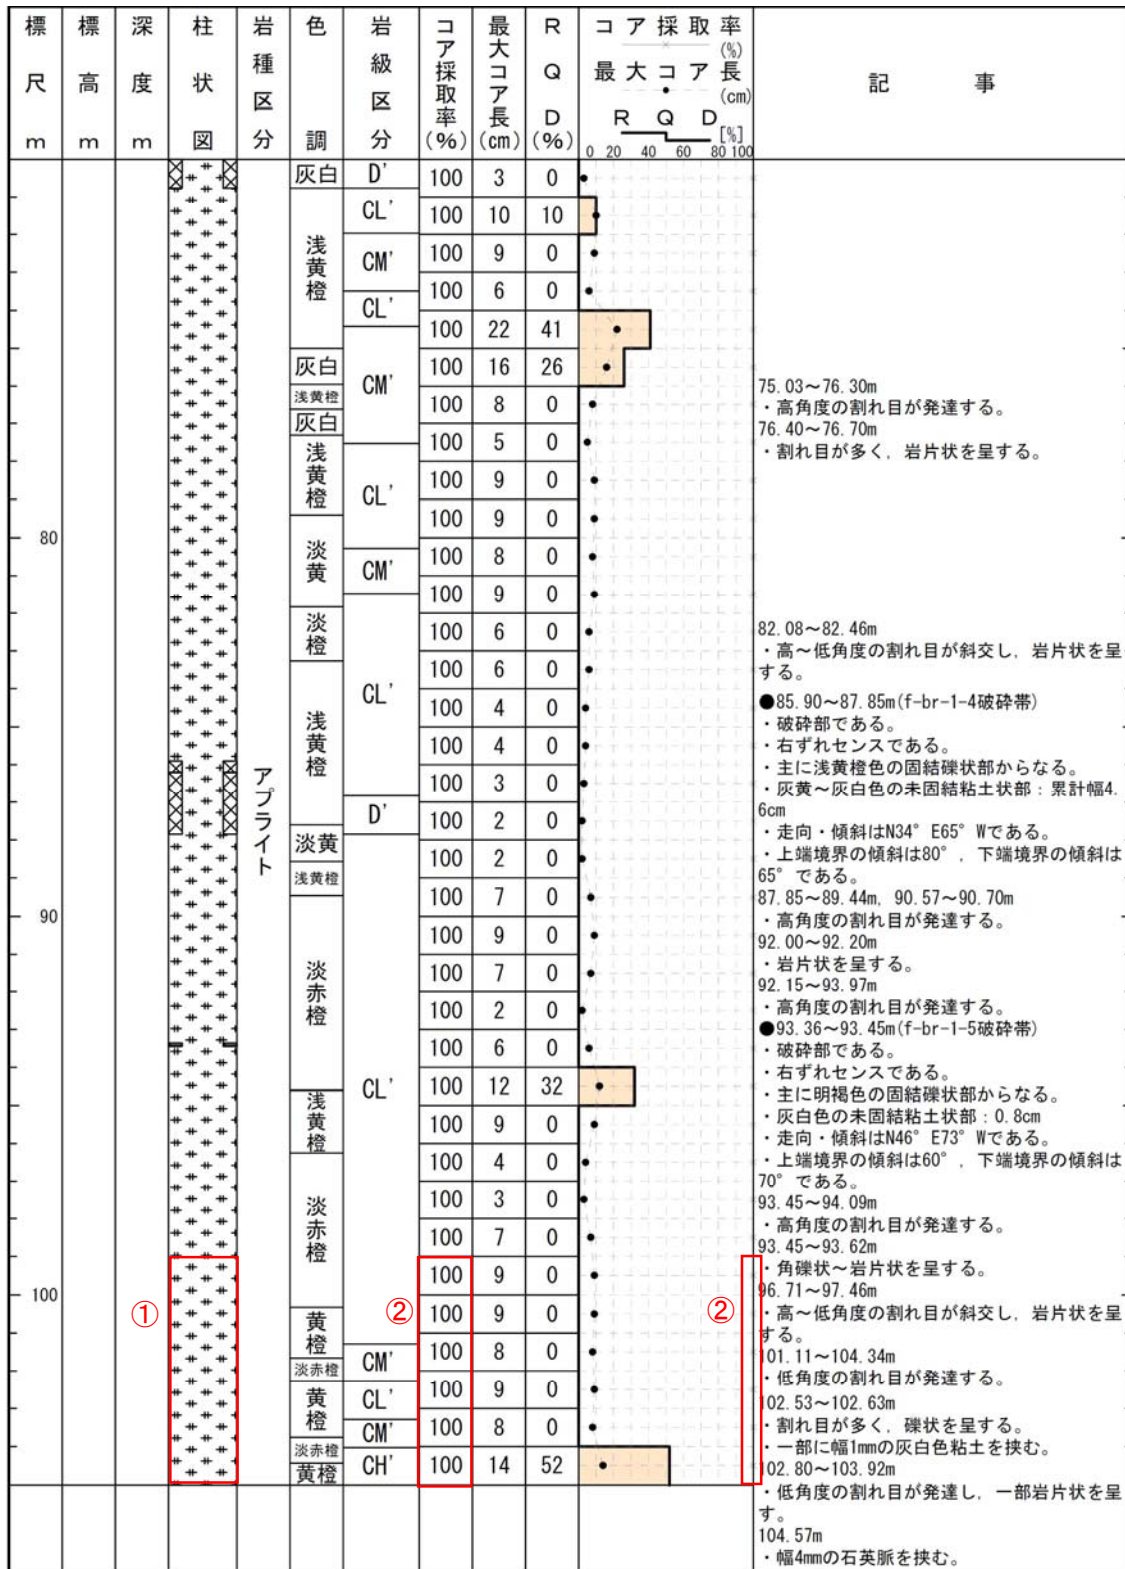 標尺m
標高m
深度m
柱状図
岩種区分
色調
岩級区分
コア採取率(%)
最大コア長(cm)
RQD(%)
コア採取率(%)
最大コア長(cm)
RQD[%]
0 20 40 60 80 100
記事
80
90
100
アプライト
灰白
浅黄橙
灰白
浅黄橙
灰白
浅黄橙
淡黄
淡橙
浅黄橙
淡黄
浅黄橙
淡赤橙
浅黄橙
淡赤橙
黄橙
淡赤橙
黄橙
淡赤橙
黄橙
D'
CL'
CM'
CL'
CM'
CL'
CM'
CL'
D'
CL'
CM'
CL'
CM'
CH'
100 3 0
100 10 10
100 9 0
100 6 0
100 22 41
100 16 26
100 8 0
100 5 0
100 9 0
100 9 0
100 8 0
100 9 0
100 6 0
100 6 0
100 4 0
100 4 0
100 3 0
100 2 0
100 2 0
100 7 0
100 9 0
100 7 0
100 2 0
100 6 0
100 12 32
100 9 0
100 4 0
100 3 0
100 7 0
100 9 0
100 9 0
100 8 0
100 9 0
100 8 0
100 14 52
①
②
②
75.03～76.30m
・高角度の割れ目が発達する。
76.40～76.70m
・割れ目が多く, 岩片状を呈する。
82.08～82.46m
・高～低角度の割れ目が斜交し, 岩片状を呈
する。
●85.90～87.85m(f-br-1-4破砕帯)
・破砕部である。
・右ずれセンスである。
・主に浅黄橙色の固結礫状部からなる。
・灰黄～灰白色の未固結粘土状部：累計幅4.
6cm
・走向・傾斜はN34°E65°Wである。
・上端境界の傾斜は80°, 下端境界の傾斜は
65°である。
87.85～89.44m, 90.57～90.70m
・高角度の割れ目が発達する。
92.00～92.20m
・岩片状を呈する。
92.15～93.97m
・高角度の割れ目が発達する。
●93.36～93.45m(f-br-1-5破砕帯)
・破砕部である。
・右ずれセンスである。
・主に明褐色の固結礫状部からなる。
・灰白色の未固結粘土状部：0.8cm
・走向・傾斜はN46°E73°Wである。
・上端境界の傾斜は60°, 下端境界の傾斜は
70°である。
93.45～94.09m
・高角度の割れ目が発達する。
93.45～93.62m
・角礫状～岩片状を呈する。
96.71～97.46m
・高～低角度の割れ目が斜交し, 岩片状を呈
する。
101.11～104.34m
・低角度の割れ目が発達する。
102.53～102.63m
・割れ目が多く, 礫状を呈する。
・一部に幅1mmの灰白色粘土を挟む。
102.80～103.92m
・低角度の割れ目が発達し, 一部岩片状を呈
す。
104.57m
・幅4mmの石英脈を挟む。